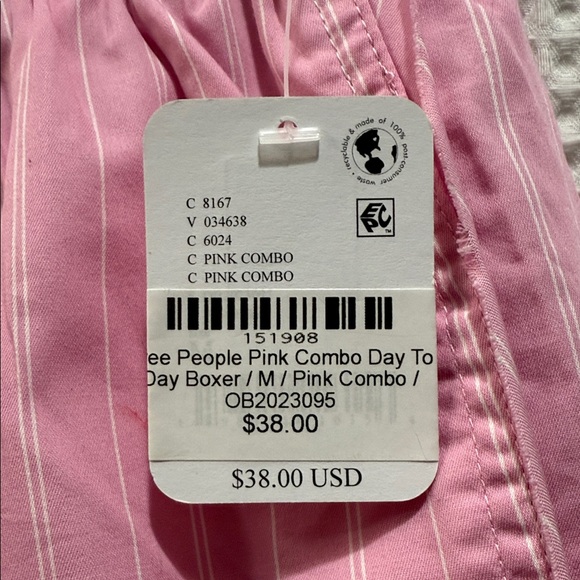 recyclable & made of 100% post-consumer waste •
C 8167
V 034638
C 6024
C PINK COMBO
C PINK COMBO
EPC™
151908
ee People Pink Combo Day To
Day Boxer / M / Pink Combo /
OB2023095
$38.00
$38.00 USD